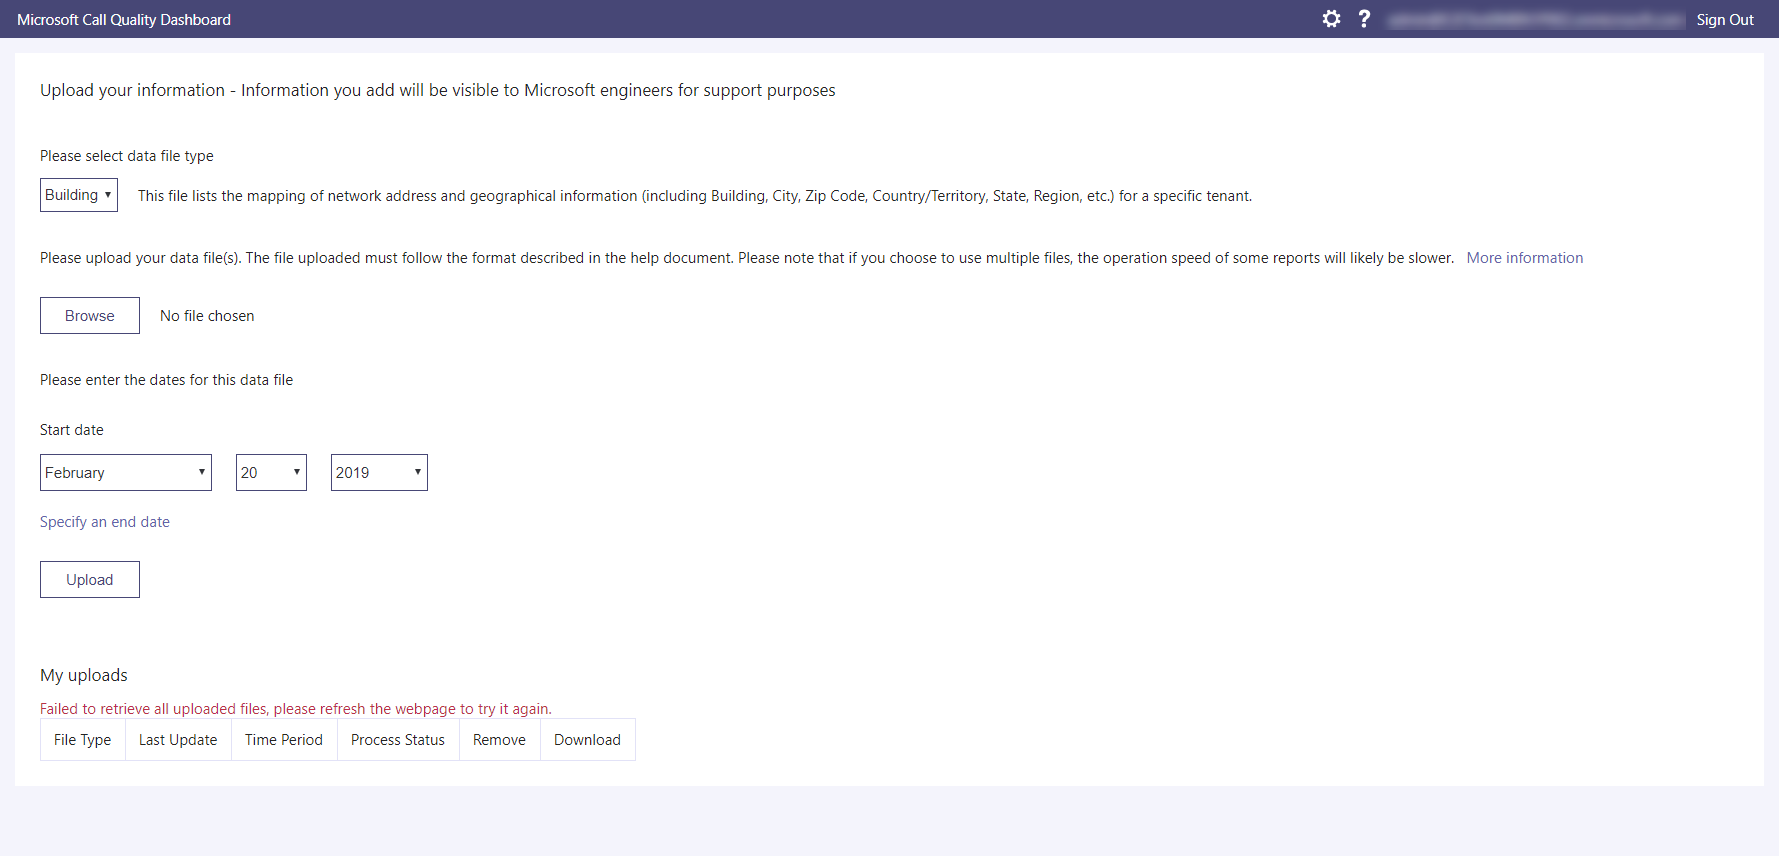 Microsoft Call Quality Dashboard
? Sign Out
Upload your information - Information you add will be visible to Microsoft engineers for support purposes
Please select data file type
Building This file lists the mapping of network address and geographical information (including Building, City, Zip Code, Country/Territory, State, Region, etc.) for a specific tenant.
Please upload your data file(s). The file uploaded must follow the format described in the help document. Please note that if you choose to use multiple files, the operation speed of some reports will likely be slower. More information
Browse No file chosen
Please enter the dates for this data file
Start date
February 20 2019
Specify an end date
Upload
My uploads
Failed to retrieve all uploaded files, please refresh the webpage to try it again.
File Type Last Update Time Period Process Status Remove Download